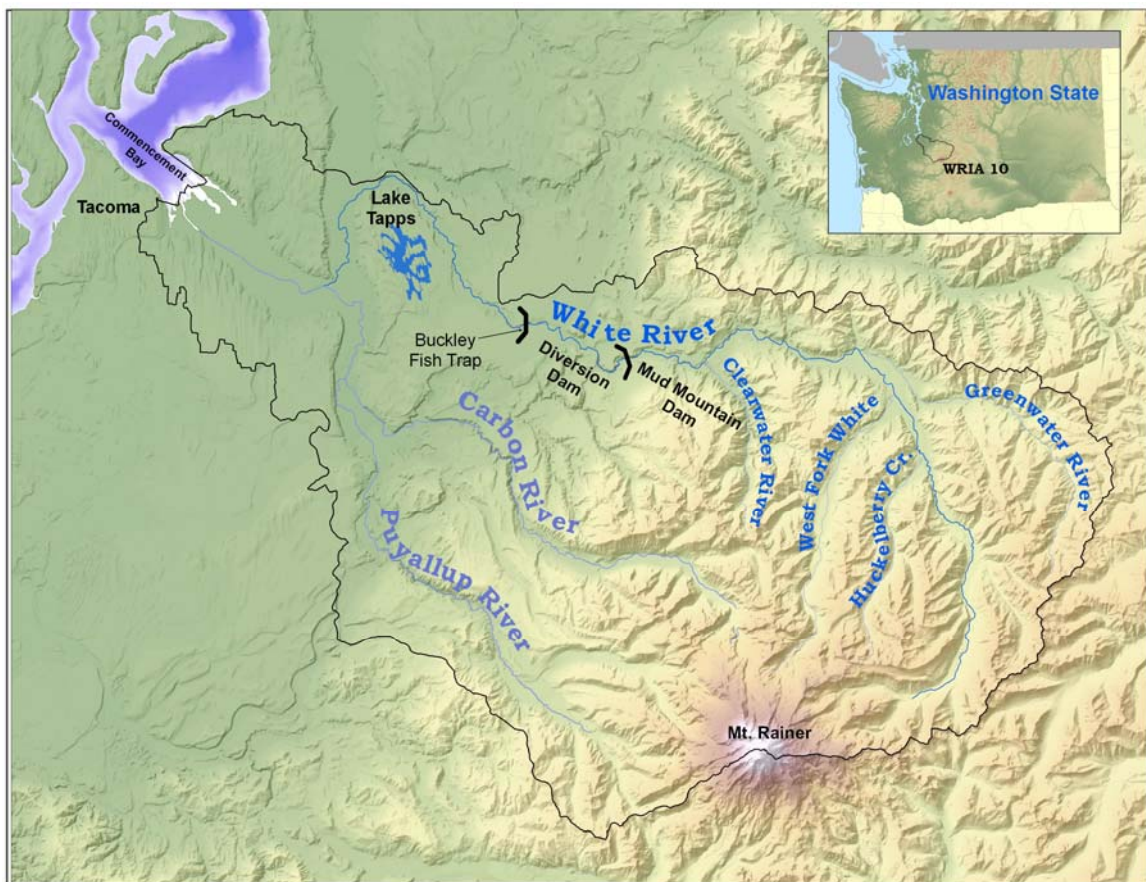 Washington State
WRIA 10
Commencement
Bay
Tacoma
Lake
Tapps
Buckley
Fish Trap
White River
Diversion
Dam
Mud Mountain
Dam
Clearwater River
West Fork White
Huckelberry Cr.
Greenwater River
Carbon River
Puyallup River
Mt. Rainer